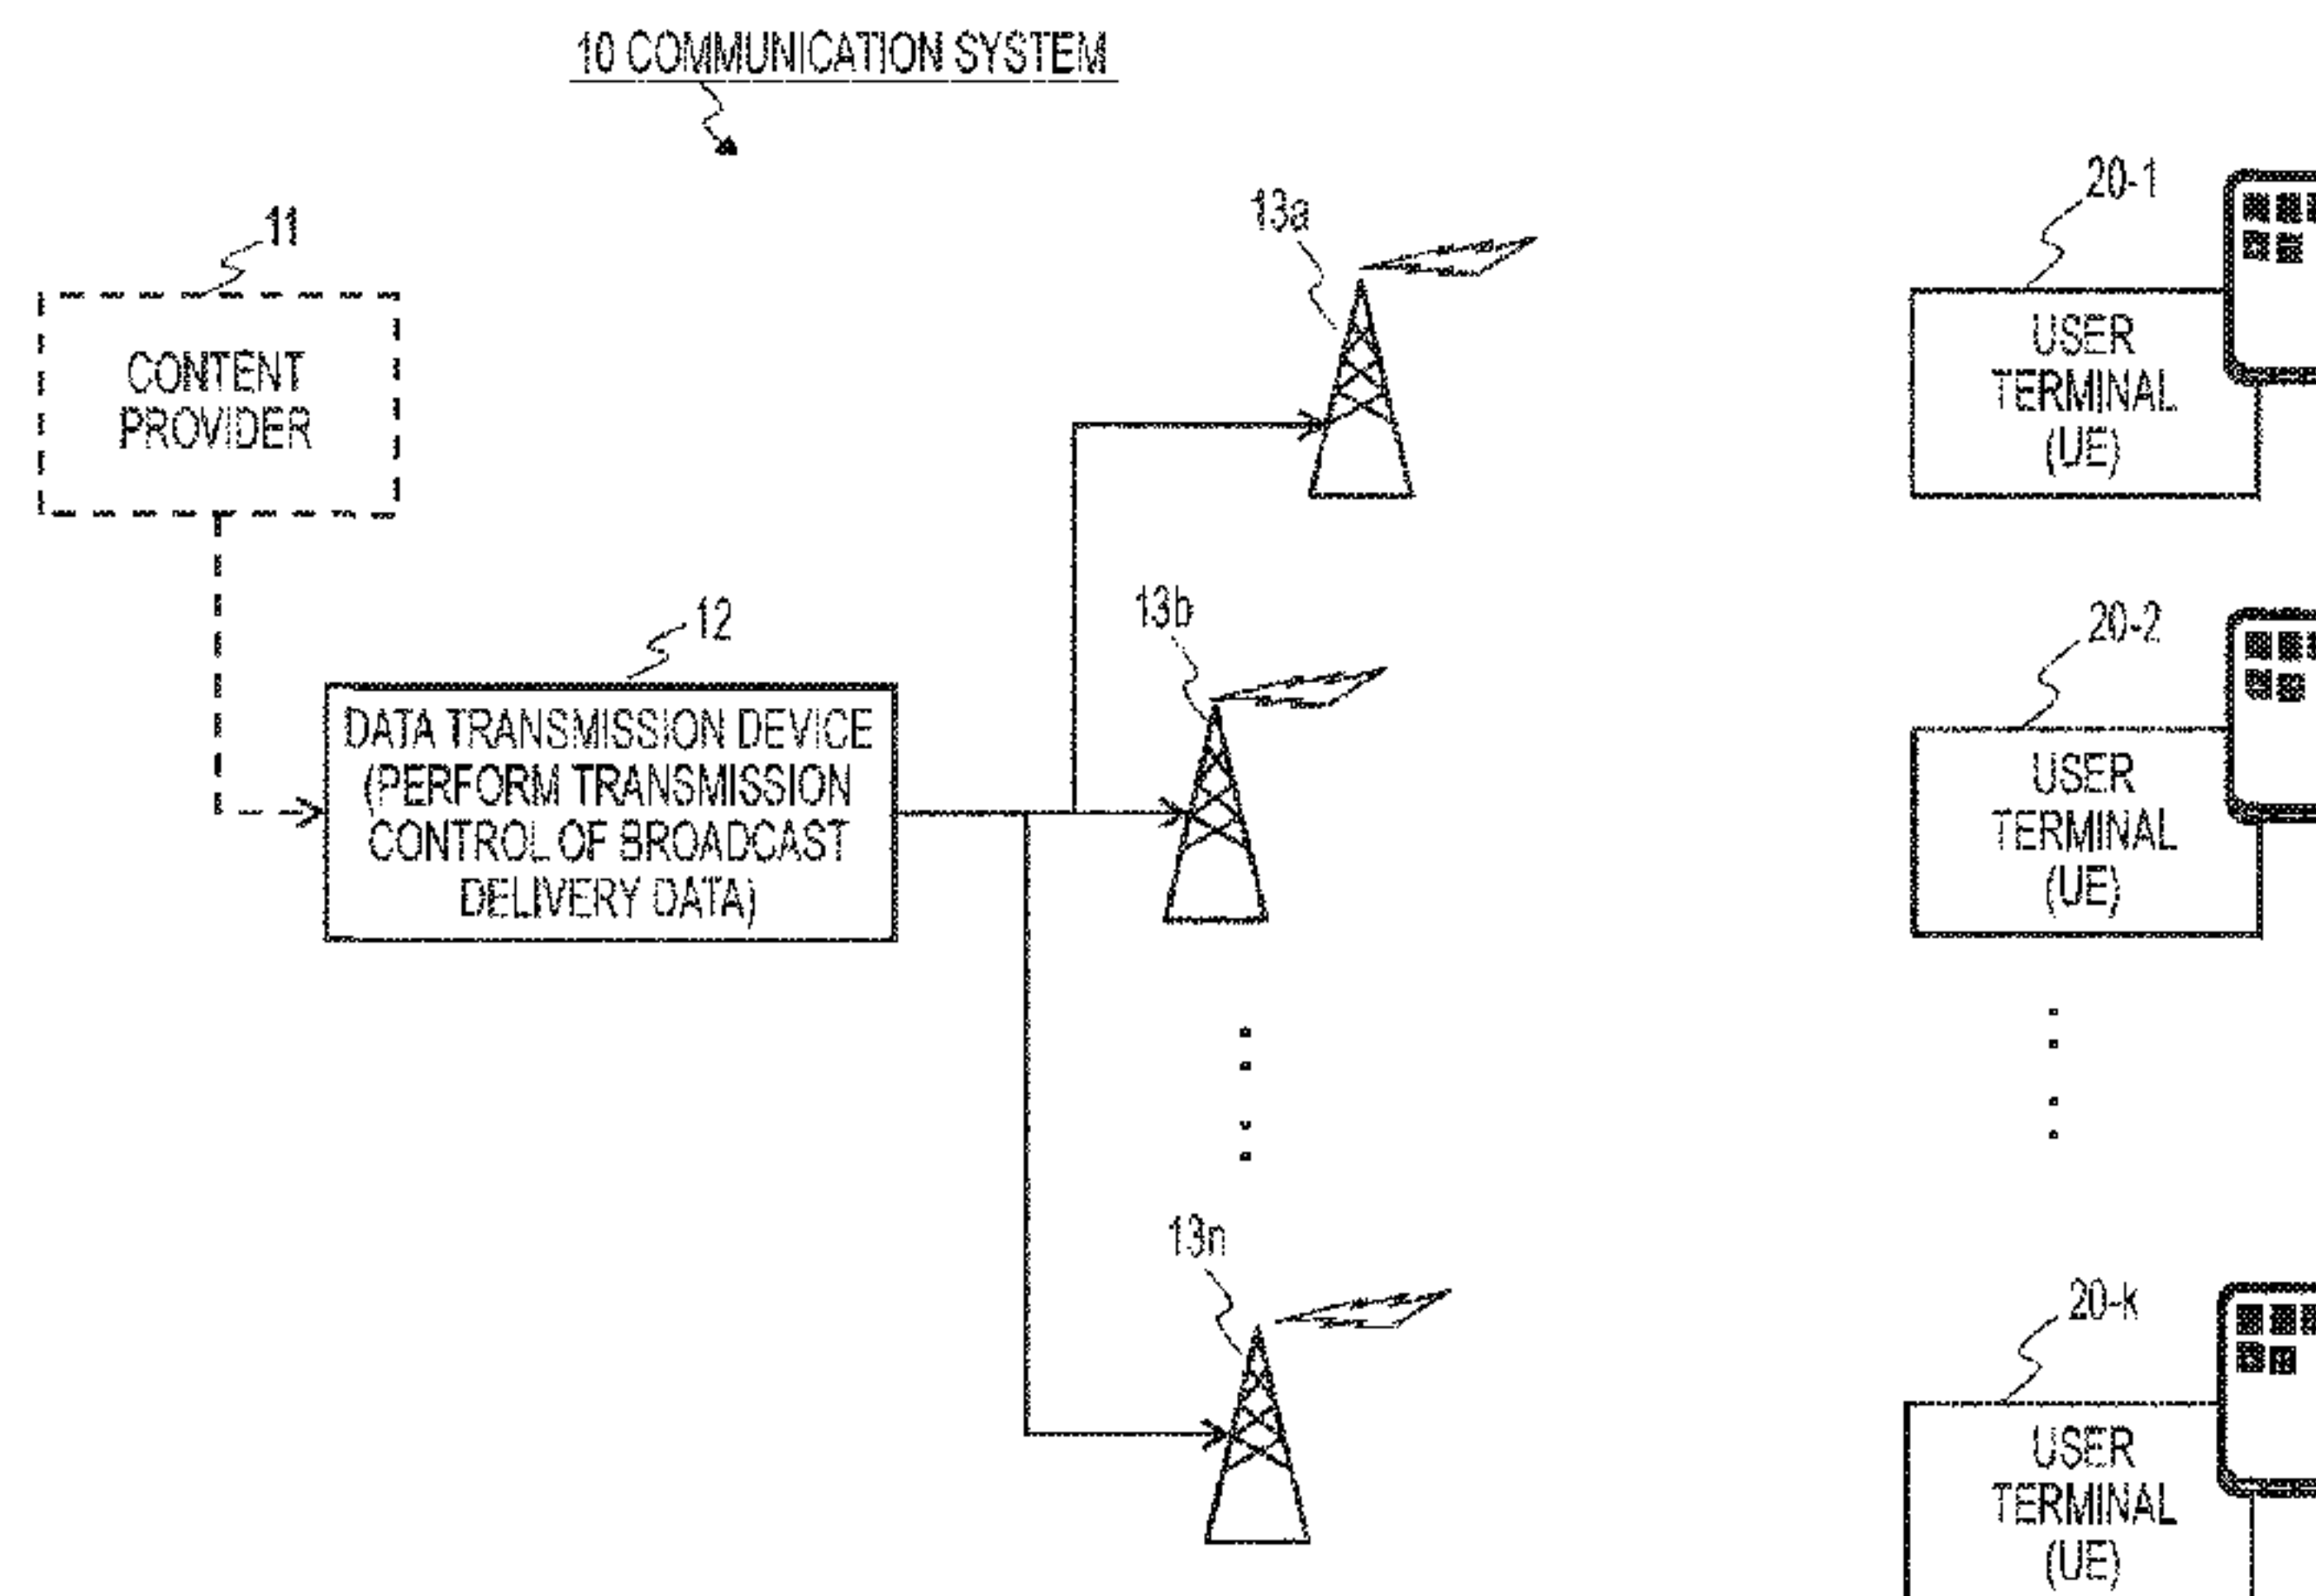 10 COMMUNICATION SYSTEM
11
CONTENT
PROVIDER
12
DATA TRANSMISSION DEVICE
(PERFORM TRANSMISSION
CONTROL OF BROADCAST
DELIVERY DATA)
13a
13b
13n
20-1
USER
TERMINAL
(UE)
20-2
USER
TERMINAL
(UE)
20-k
USER
TERMINAL
(UE)